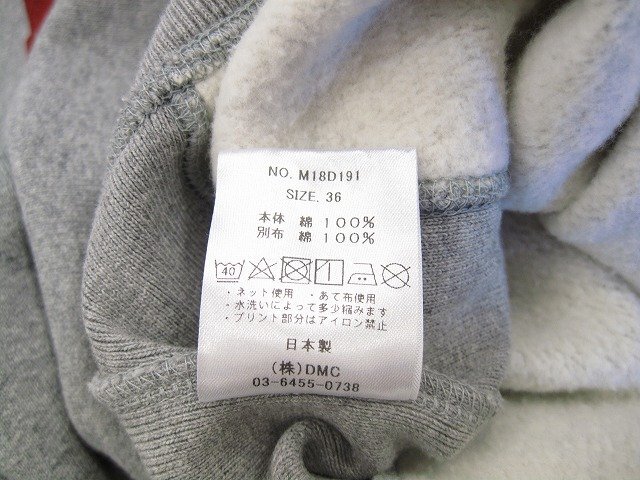 NO. M18D191
SIZE. 36
本体 綿 100%
別布 綿 100%
40
・ネット使用 ・あて布使用
・水洗いによって多少縮みます
・プリント部分はアイロン禁止
日本製
(株)DMC
03-6455-0738